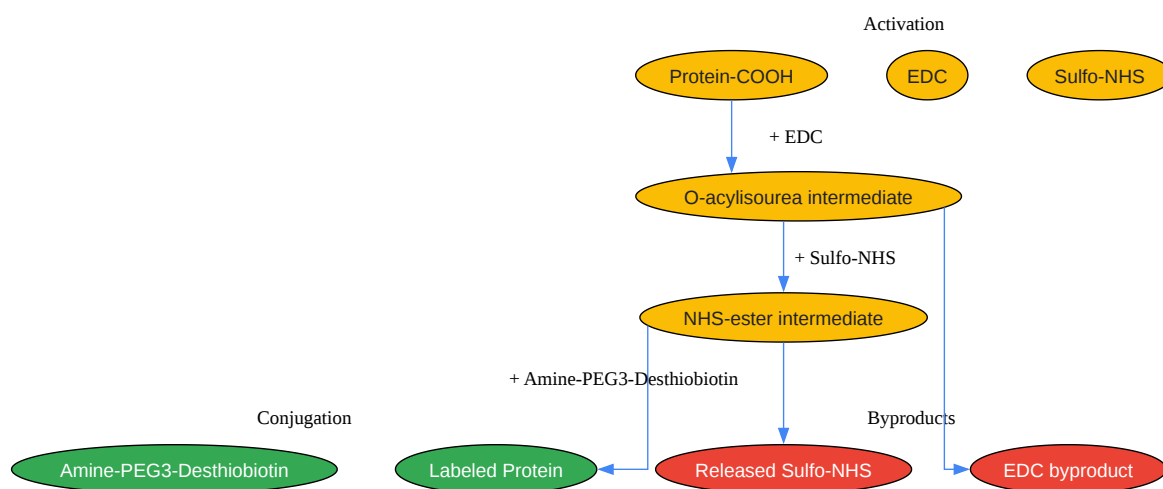 Activation
Protein-COOH
EDC
Sulfo-NHS
+ EDC
O-acylisourea intermediate
+ Sulfo-NHS
NHS-ester intermediate
+ Amine-PEG3-Desthiobiotin
Conjugation
Byproducts
Amine-PEG3-Desthiobiotin
Labeled Protein
Released Sulfo-NHS
EDC byproduct